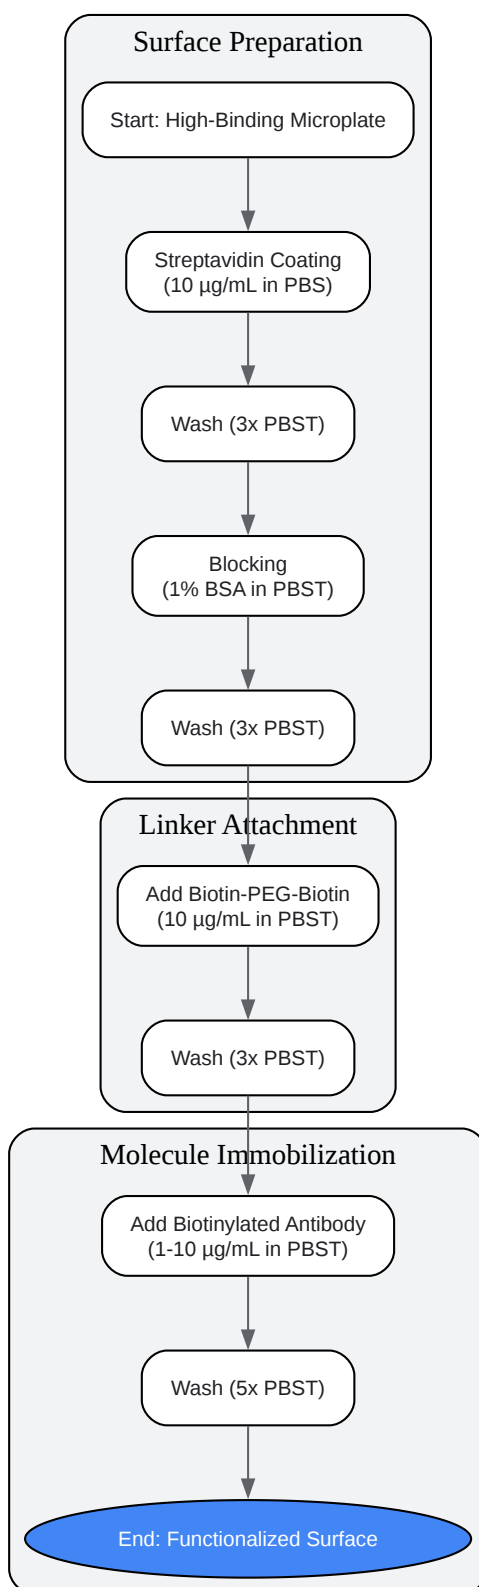 Surface Preparation
Start: High-Binding Microplate
Streptavidin Coating
(10 µg/mL in PBS)
Wash (3x PBST)
Blocking
(1% BSA in PBST)
Wash (3x PBST)
Linker Attachment
Add Biotin-PEG-Biotin
(10 µg/mL in PBST)
Wash (3x PBST)
Molecule Immobilization
Add Biotinylated Antibody
(1-10 µg/mL in PBST)
Wash (5x PBST)
End: Functionalized Surface